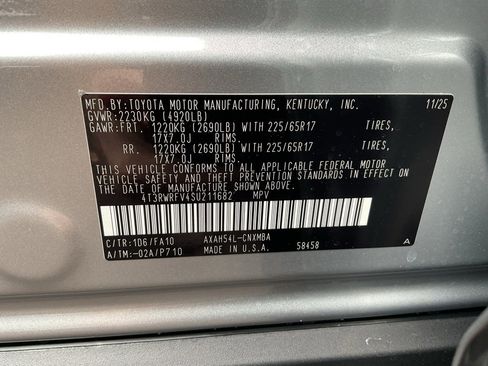 MFD.BY:TOYOTA MOTOR MANUFACTURING, KENTUCKY, INC. 11/25
GVWR:2230KG (4920LB)
GAWR:FRT. 1220KG (2690LB) WITH 225/65R17 TIRES,
17X7.0J RIMS.
RR. 1220KG (2690LB) WITH 225/65R17 TIRES,
17X7.0J RIMS.
THIS VEHICLE CONFORMS TO ALL APPLICABLE FEDERAL MOTOR
VEHICLE SAFETY AND THEFT PREVENTION STANDARDS IN EFFECT
ON THE DATE OF MANUFACTURE SHOWN ABOVE.
4T3RWRFV4SU211682 MPV
C/TR:106/FA10 AXAH54L-CNXMBA A
A/TM:-02A/P710 MADE IN U.S.A. 58458